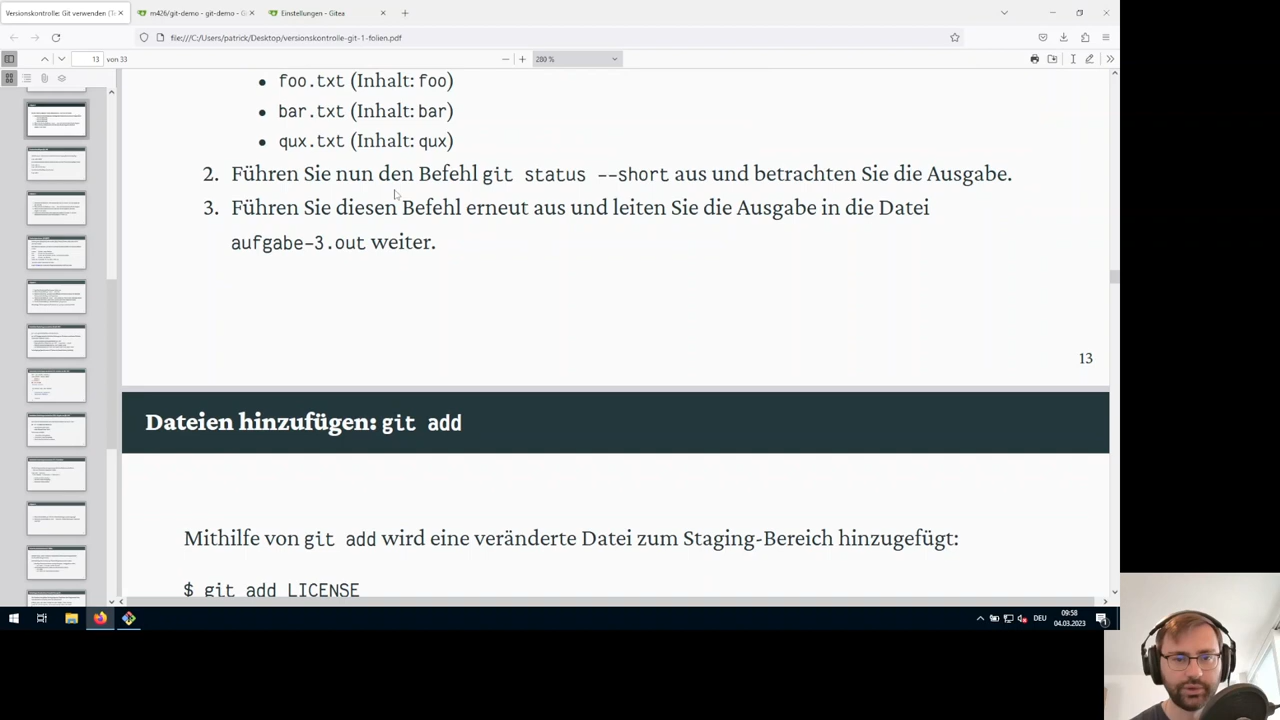 Versionskontrolle: Git verwenden (T
m426/git-demo - git-demo - G
Einstellungen - Gitea
file:///C:/Users/patrick/Desktop/versionskontrolle-git-1-folien.pdf
13 von 33
280 %
• foo.txt (Inhalt: foo)
• bar.txt (Inhalt: bar)
• qux.txt (Inhalt: qux)
2. Führen Sie nun den Befehl git status --short aus und betrachten Sie die Ausgabe.
3. Führen Sie diesen Befehl erneut aus und leiten Sie die Ausgabe in die Datei
aufgabe-3.out weiter.
13
Dateien hinzufügen: git add
Mithilfe von git add wird eine veränderte Datei zum Staging-Bereich hinzugefügt:
$ git add LICENSE
DEU
09:58
04.03.2023